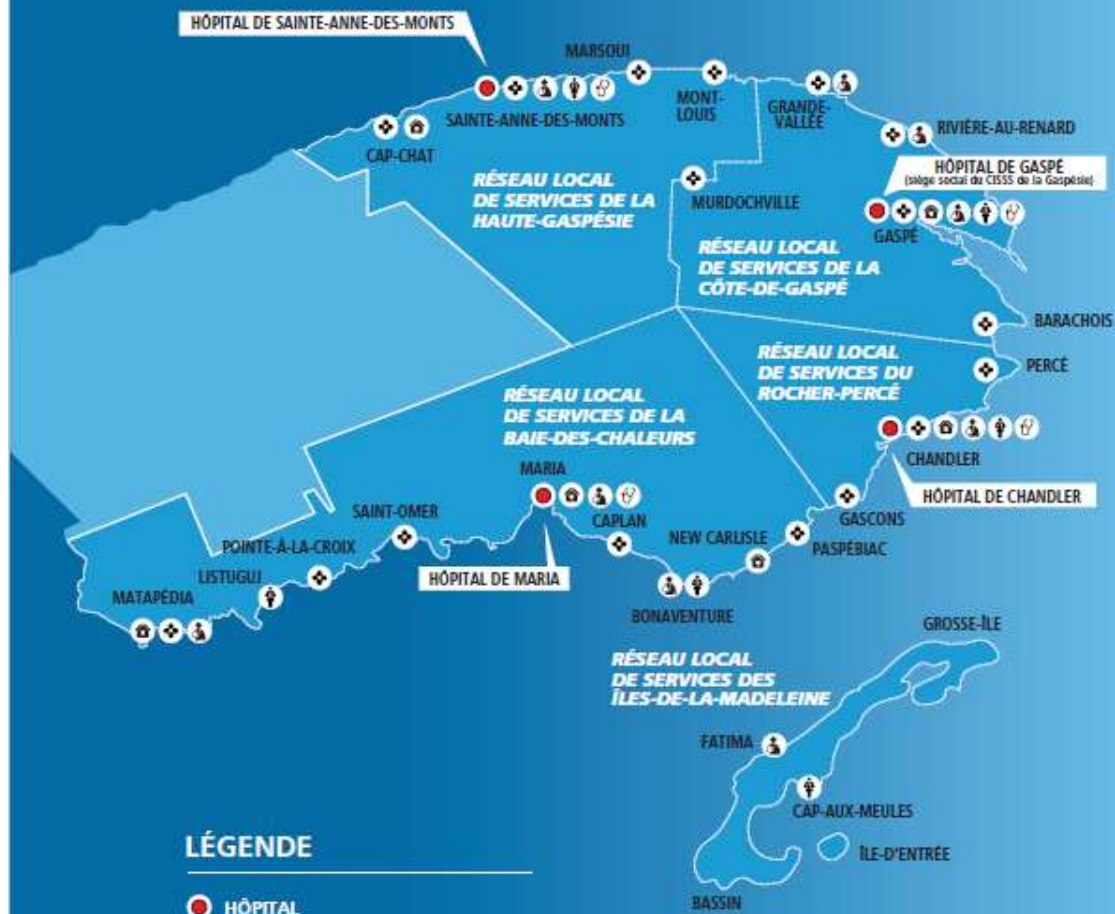 HÔPITAL DE SAINTE-ANNE-DES-MONTS
MARSOUI
MONT-
LOUIS
GRANDE-
VALLÉE
SAINTE-ANNE-DES-MONTS
CAP-CHAT
RIVIÈRE-AU-RENARD
HÔPITAL DE GASPÉ
(siège social du CISSS de la Gaspésie)
RÉSEAU LOCAL
DE SERVICES DE LA
HAUTE-GASPÉSIE
MURDOCHVILLE
GASPÉ
RÉSEAU LOCAL
DE SERVICES DE LA
CÔTE-DE-GASPÉ
BARACHOIS
PERCÉ
RÉSEAU LOCAL
DE SERVICES DU
ROCHER-PERCÉ
RÉSEAU LOCAL
DE SERVICES DE LA
BAIE-DES-CHALEURS
CHANDLER
HÔPITAL DE CHANDLER
MARIA
GASCONS
SAINT-OMER
CAPLAN
NEW CARLISLE
PASPÉBIAC
POINTE-À-LA-CROIX
LISTUGUJ
HÔPITAL DE MARIA
MATAPÉDIA
BONAVENTURE
GROSSE-ÎLE
RÉSEAU LOCAL
DE SERVICES DES
ÎLES-DE-LA-MADELEINE
FATIMA
CAP-AUX-MEULES
ÎLE-D'ENTRÉE
BASSIN
LÉGENDE
HÔPITAL